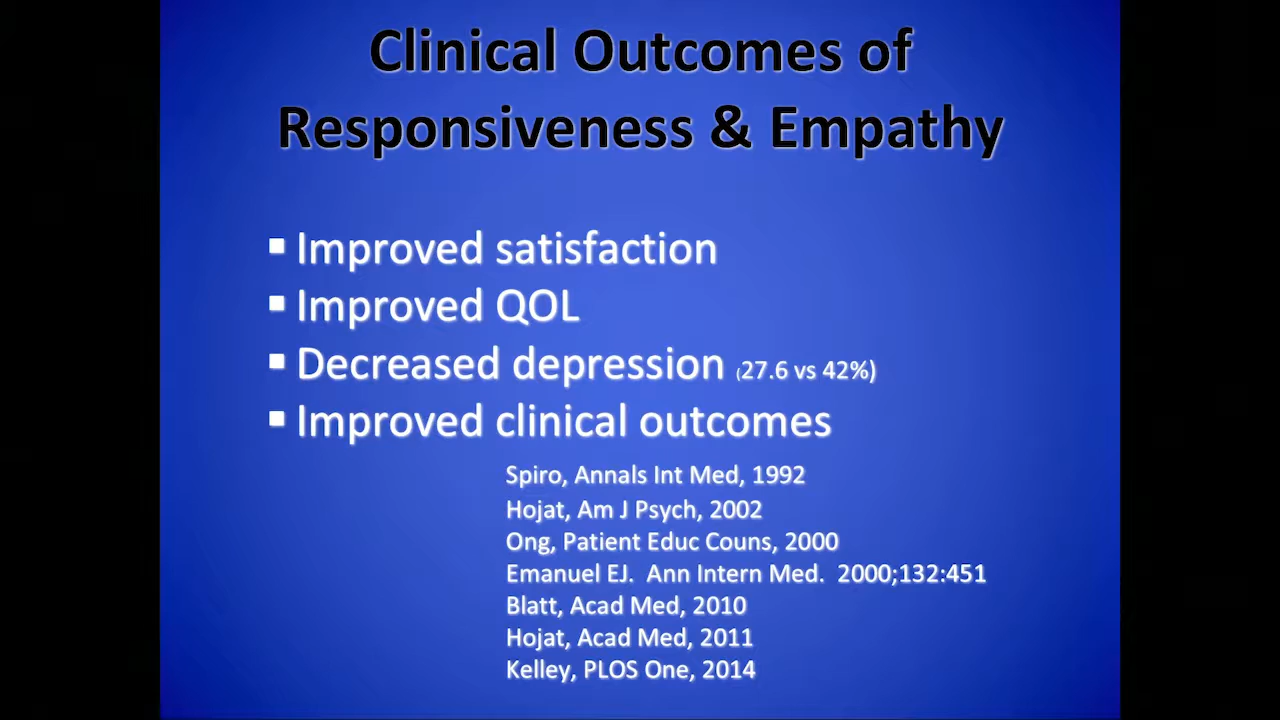 Clinical Outcomes of
Responsiveness & Empathy
▪ Improved satisfaction
▪ Improved QOL
▪ Decreased depression (27.6 vs 42%)
▪ Improved clinical outcomes
Spiro, Annals Int Med, 1992
Hojat, Am J Psych, 2002
Ong, Patient Educ Couns, 2000
Emanuel EJ.  Ann Intern Med.  2000;132:451
Blatt, Acad Med, 2010
Hojat, Acad Med, 2011
Kelley, PLOS One, 2014